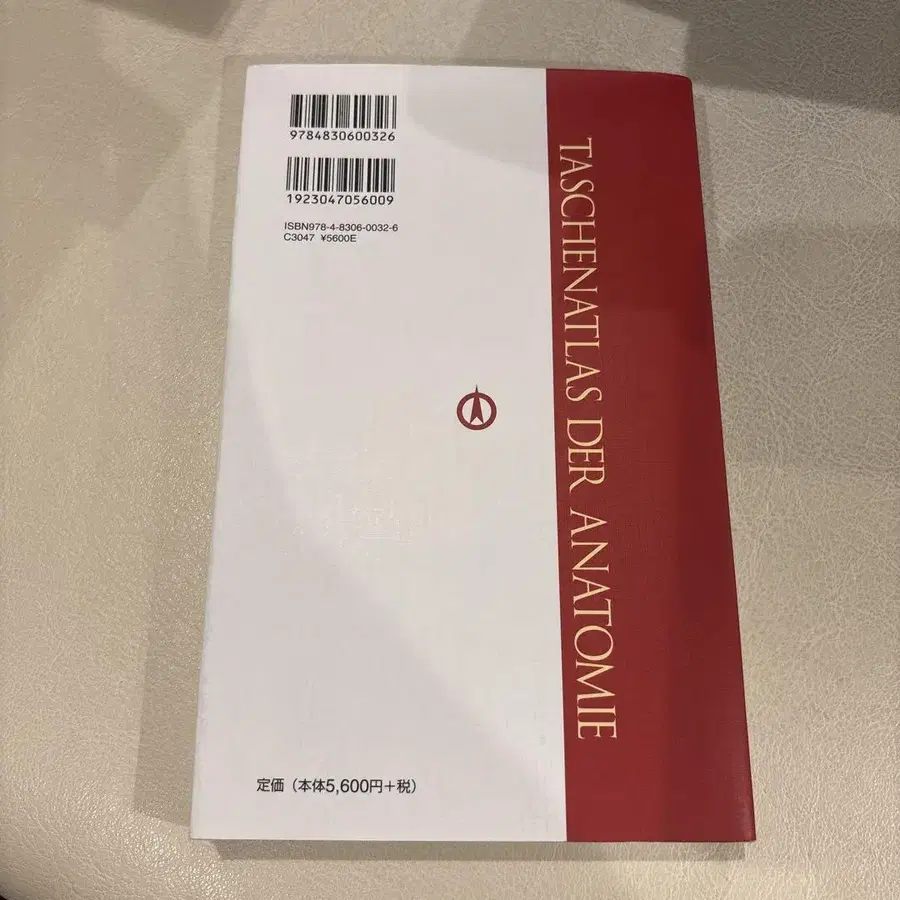 9784830600326
1923047056009
ISBN978-4-8306-0032-6
C3047 ¥5600E
TASCHENATLAS DER ANATOMIE
定価（本体5,600円＋税）